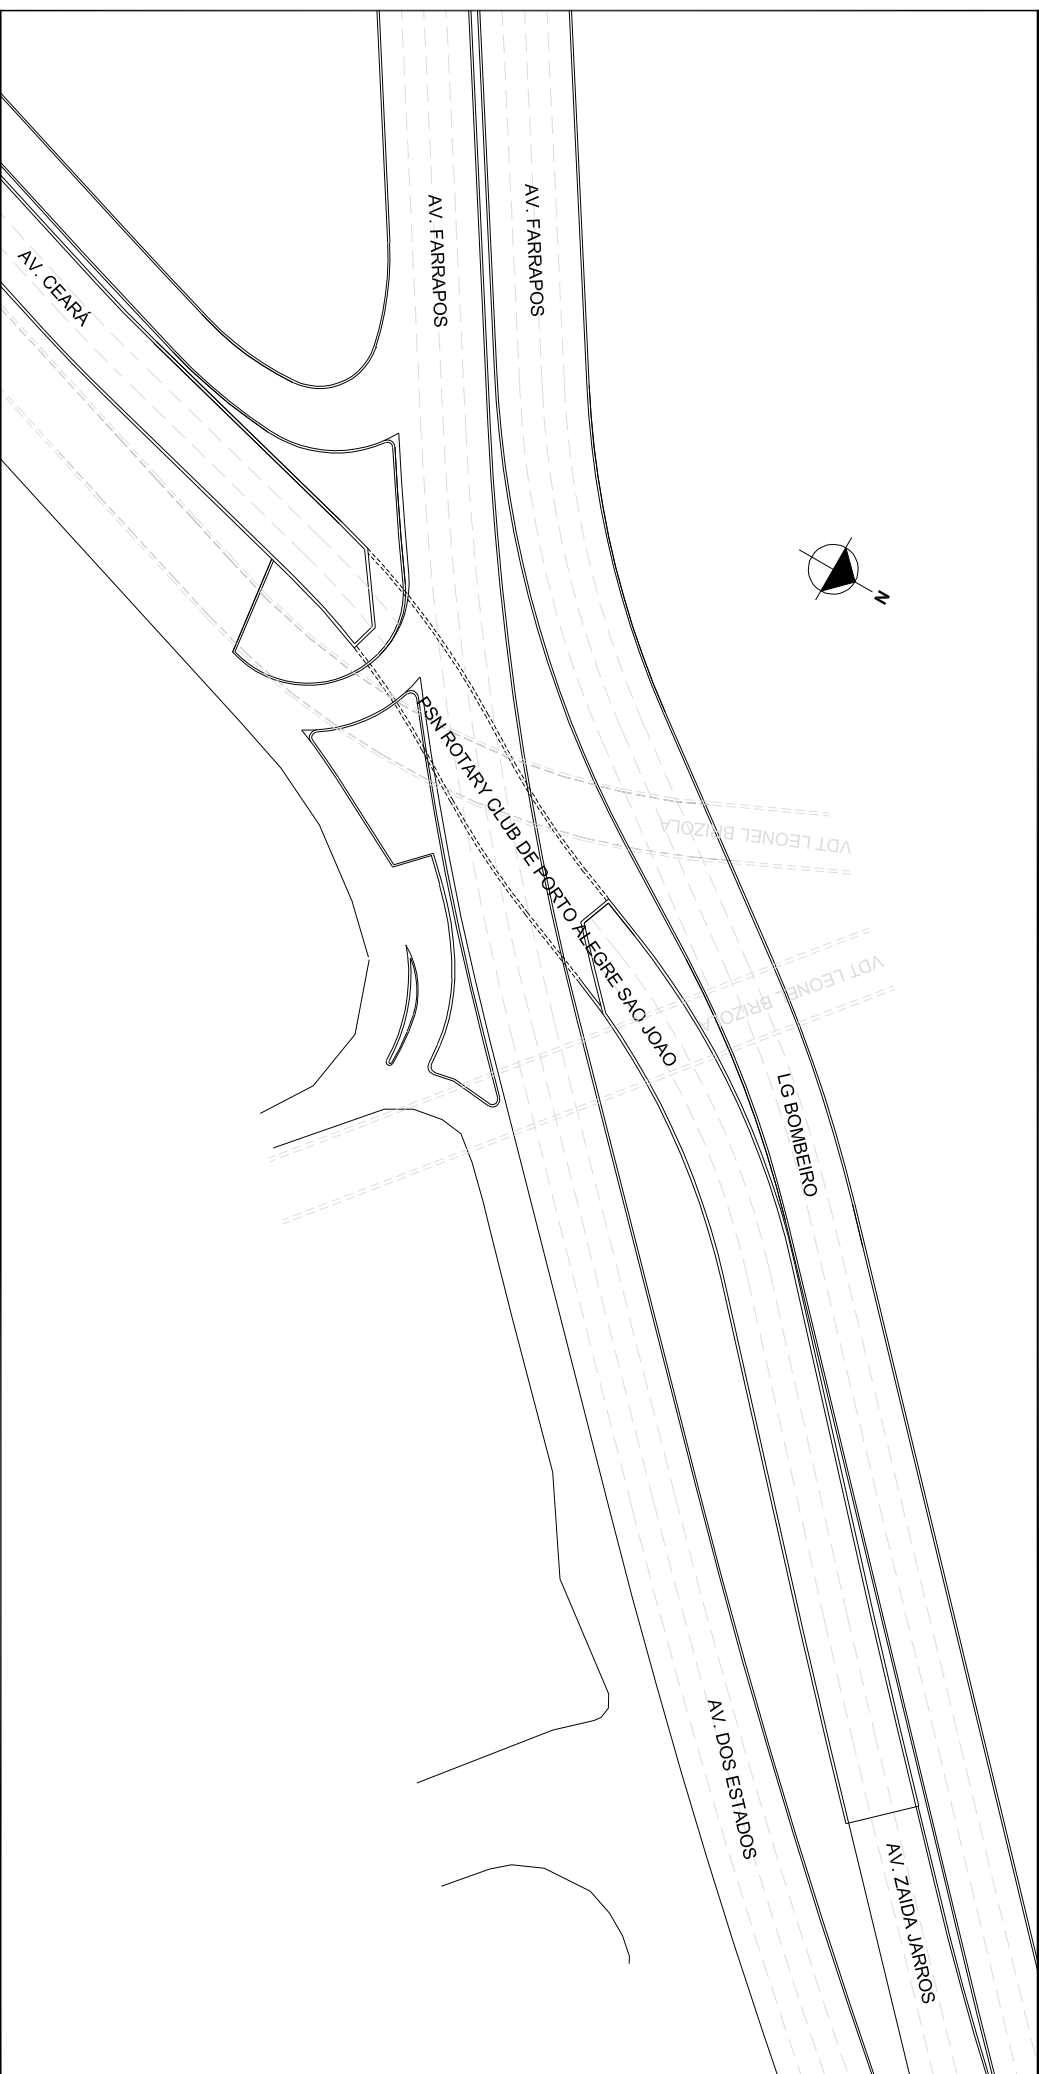 AV. FARRAPOS
AV. FARRAPOS
AV. CEARÁ
N
PSN ROTARY CLUB DE PORTO ALEGRE SAO JOAO
VDT LEONEL BRIZOLA
VDT LEONEL BRIZOLA
LG BOMBEIRO
AV. DOS ESTADOS
AV. ZAIDA JARROS